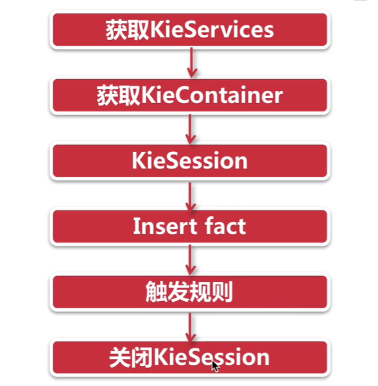 获取KieServices
获取KieContainer
KieSession
Insert fact
触发规则
关闭KieSession